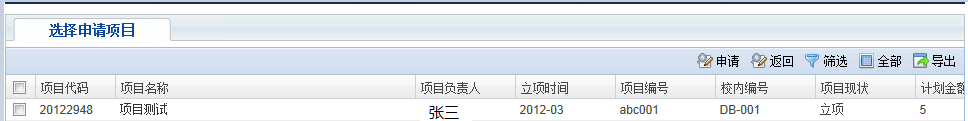 选择申请项目
申请 返回 筛选 全部 导出
项目代码 项目名称 项目负责人 立项时间 项目编号 校内编号 项目现状 计划金额
20122948 项目测试 张三 2012-03 abc001 DB-001 立项 5